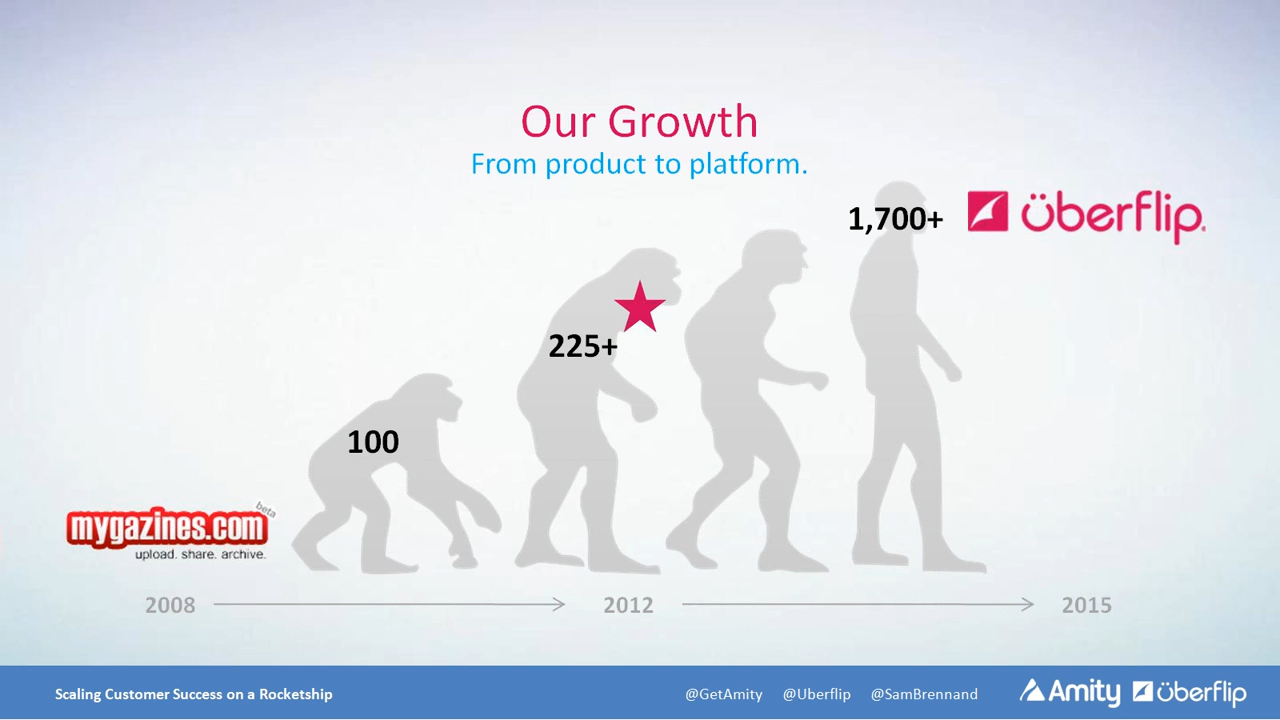 Our Growth
From product to platform.
1,700+
überflip
225+
100
beta
mygazines.com
upload. share. archive.
2008
2012
2015
Scaling Customer Success on a Rocketship
@GetAmity @Uberflip @SamBrennand
Amity überflip